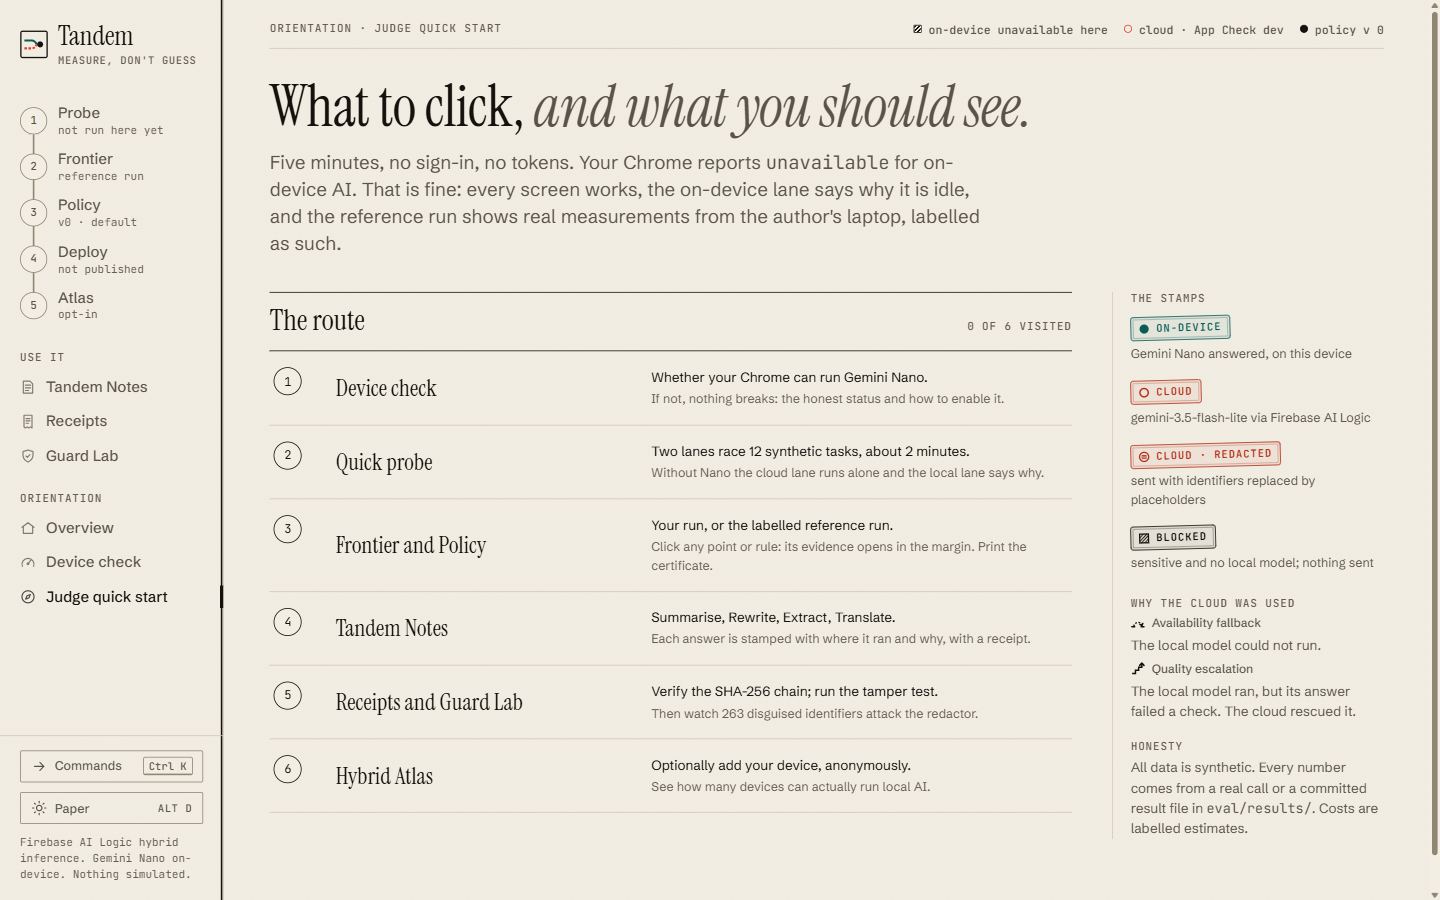 Tandem
MEASURE, DON'T GUESS
1
Probe
not run here yet
2
Frontier
reference run
3
Policy
v0 · default
4
Deploy
not published
5
Atlas
opt-in
USE IT
Tandem Notes
Receipts
Guard Lab
ORIENTATION
Overview
Device check
Judge quick start
Commands Ctrl K
Paper ALT D
Firebase AI Logic hybrid
inference. Gemini Nano on-
device. Nothing simulated.
ORIENTATION · JUDGE QUICK START
on-device unavailable here cloud · App Check dev policy v 0
What to click, and what you should see.
Five minutes, no sign-in, no tokens. Your Chrome reports unavailable for on-
device AI. That is fine: every screen works, the on-device lane says why it is idle,
and the reference run shows real measurements from the author's laptop, labelled
as such.
The route
0 OF 6 VISITED
1
Device check
Whether your Chrome can run Gemini Nano.
If not, nothing breaks: the honest status and how to enable it.
2
Quick probe
Two lanes race 12 synthetic tasks, about 2 minutes.
Without Nano the cloud lane runs alone and the local lane says why.
3
Frontier and Policy
Your run, or the labelled reference run.
Click any point or rule: its evidence opens in the margin. Print the
certificate.
4
Tandem Notes
Summarise, Rewrite, Extract, Translate.
Each answer is stamped with where it ran and why, with a receipt.
5
Receipts and Guard Lab
Verify the SHA-256 chain; run the tamper test.
Then watch 263 disguised identifiers attack the redactor.
6
Hybrid Atlas
Optionally add your device, anonymously.
See how many devices can actually run local AI.
THE STAMPS
ON-DEVICE
Gemini Nano answered, on this device
CLOUD
gemini-3.5-flash-lite via Firebase AI Logic
CLOUD · REDACTED
sent with identifiers replaced by
placeholders
BLOCKED
sensitive and no local model; nothing sent
WHY THE CLOUD WAS USED
Availability fallback
The local model could not run.
Quality escalation
The local model ran, but its answer
failed a check. The cloud rescued it.
HONESTY
All data is synthetic. Every number
comes from a real call or a committed
result file in eval/results/. Costs are
labelled estimates.